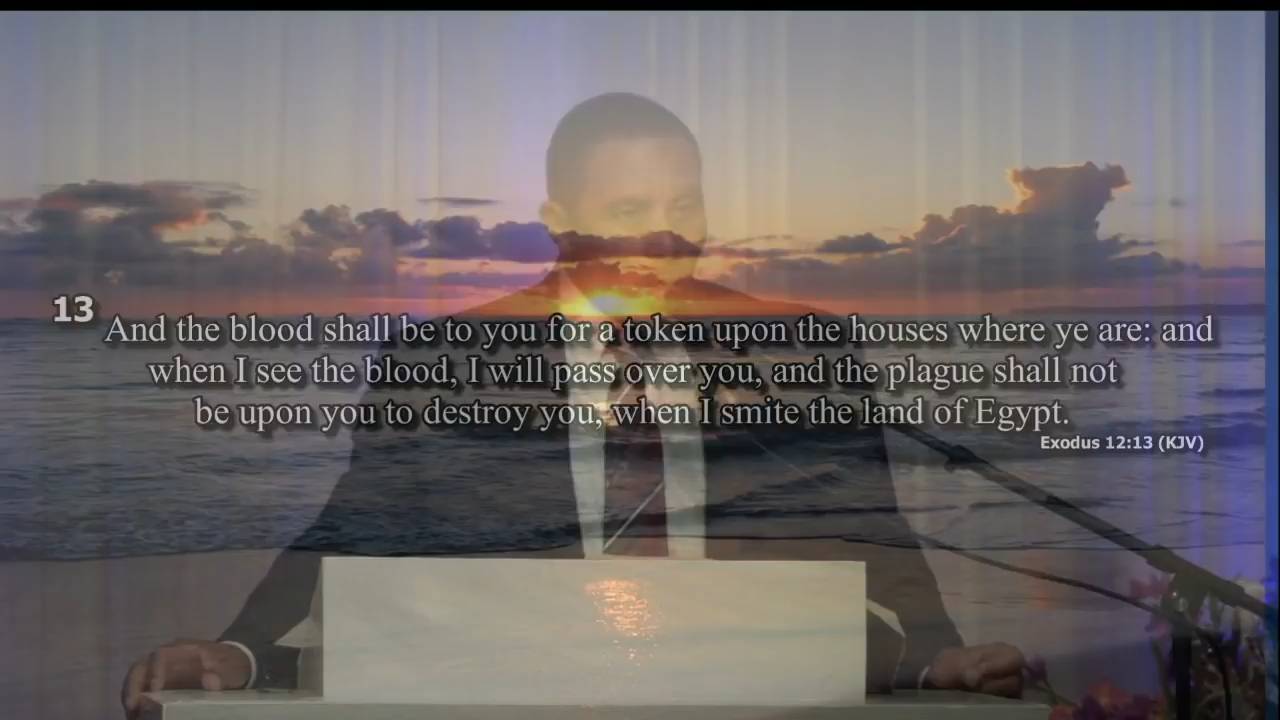 13
And the blood shall be to you for a token upon the houses where ye are: and
when I see the blood, I will pass over you, and the plague shall not
be upon you to destroy you, when I smite the land of Egypt.
Exodus 12:13 (KJV)